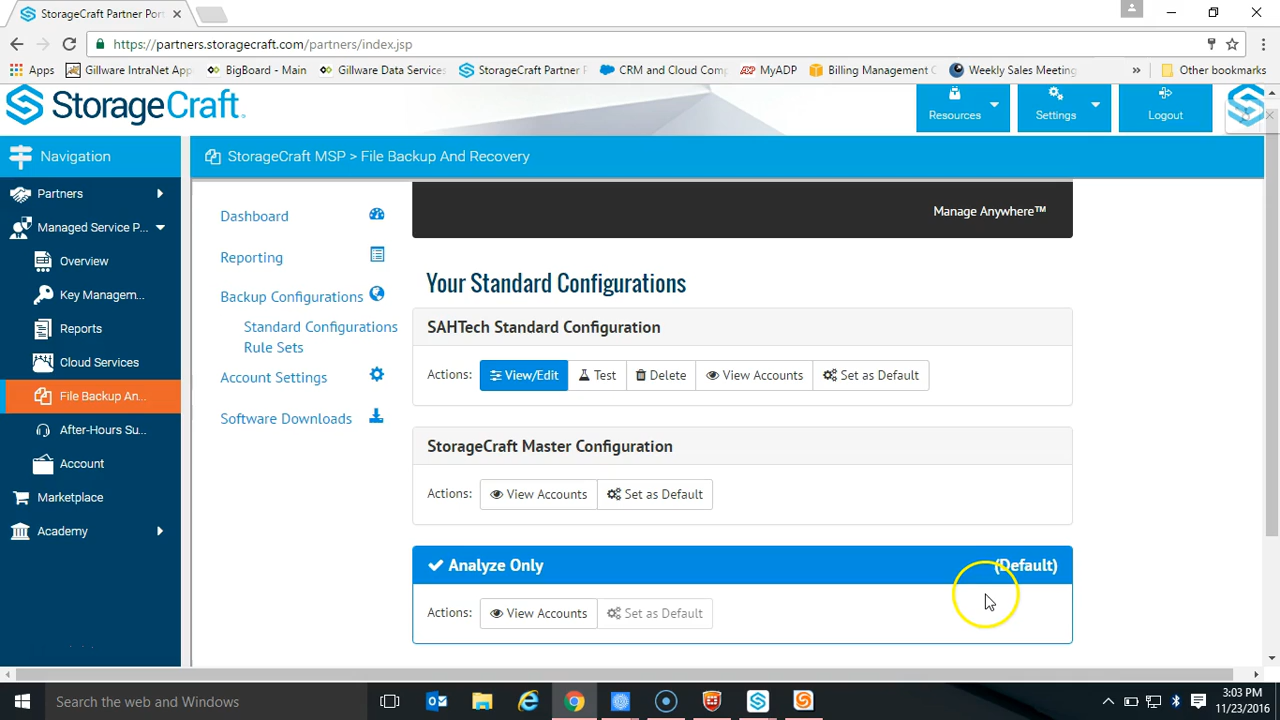 StorageCraft Partner Port
https://partners.storagecraft.com/partners/index.jsp
Apps Gillware IntraNet App BigBoard - Main Gillware Data Services StorageCraft Partner CRM and Cloud Com MyADP Billing Management Weekly Sales Meeting » Other bookmarks
StorageCraft
Resources Settings Logout
Navigation
StorageCraft MSP > File Backup And Recovery
Partners
Managed Service P...
Overview
Key Managem...
Reports
Cloud Services
File Backup An...
After-Hours Su...
Account
Marketplace
Academy
Dashboard
Reporting
Backup Configurations
Standard Configurations
Rule Sets
Account Settings
Software Downloads
Manage Anywhere™
Your Standard Configurations
SAHTech Standard Configuration
Actions: View/Edit Test Delete View Accounts Set as Default
StorageCraft Master Configuration
Actions: View Accounts Set as Default
Analyze Only (Default)
Actions: View Accounts Set as Default
Search the web and Windows
3:03 PM
11/23/2016